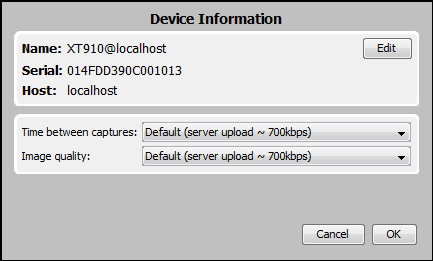 Device Information
Name: XT910@localhost
Edit
Serial: 014FDD390C001013
Host: localhost
Time between captures: Default (server upload ~ 700kbps)
Image quality: Default (server upload ~ 700kbps)
Cancel OK